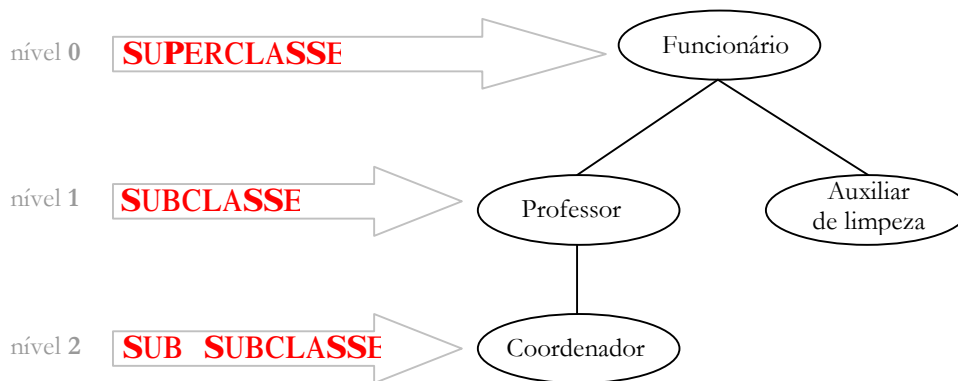 nível 0 SUPERCLASSE Funcionário
nível 1 SUBCLASSE Professor Auxiliar
de limpeza
nível 2 SUB SUBCLASSE Coordenador